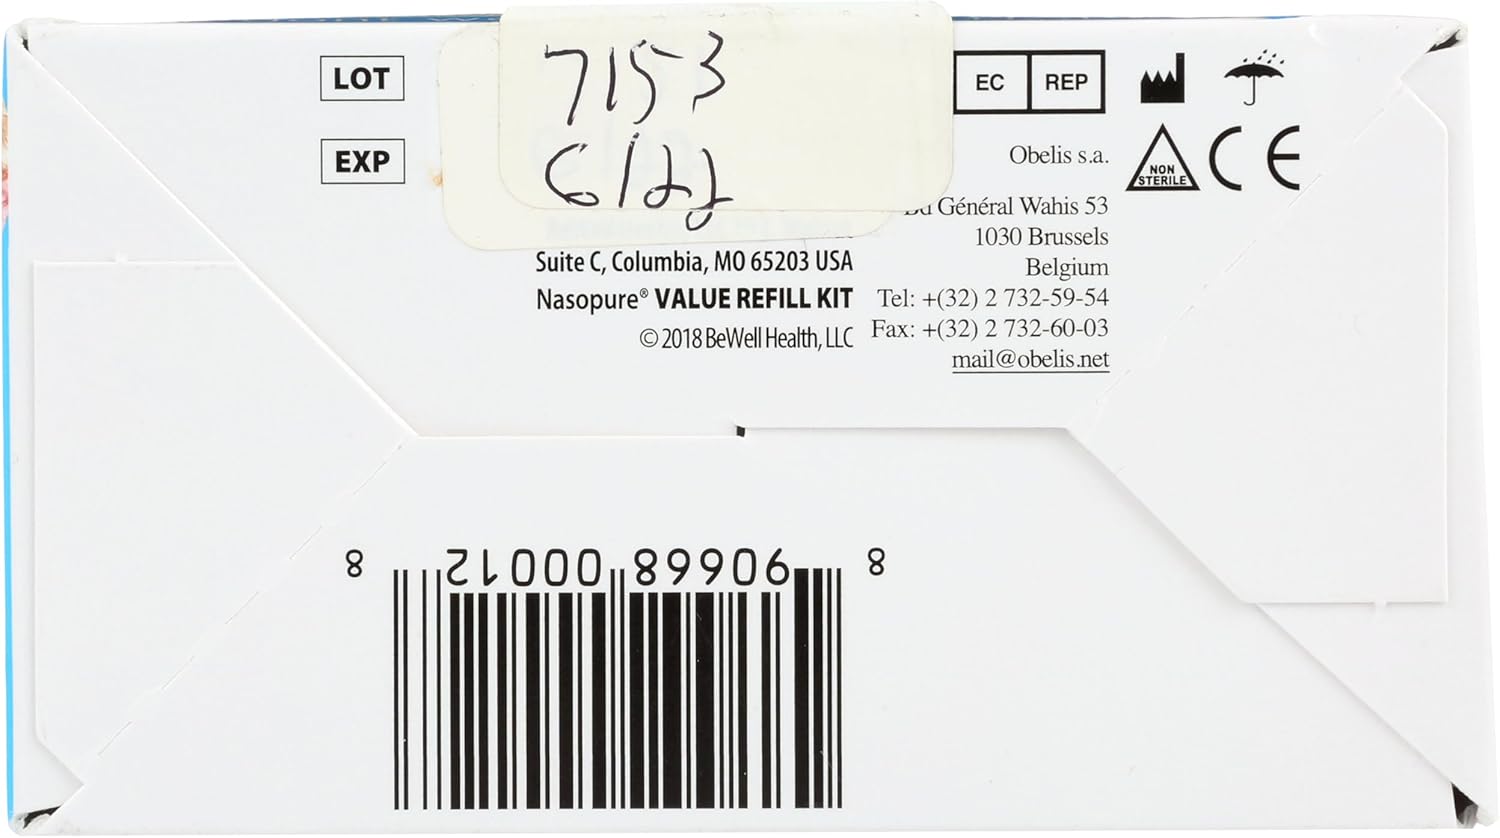 LOT
7153
EXP
6/22
Suite C, Columbia, MO 65203 USA
Nasopure® VALUE REFILL KIT
© 2018 BeWell Health, LLC
EC REP
Obelis s.a.
Général Wahis 53
1030 Brussels
Belgium
Tel: +(32) 2 732-59-54
Fax: +(32) 2 732-60-03
mail@obelis.net
NON
STERILE
CE
8 90668 00012 8